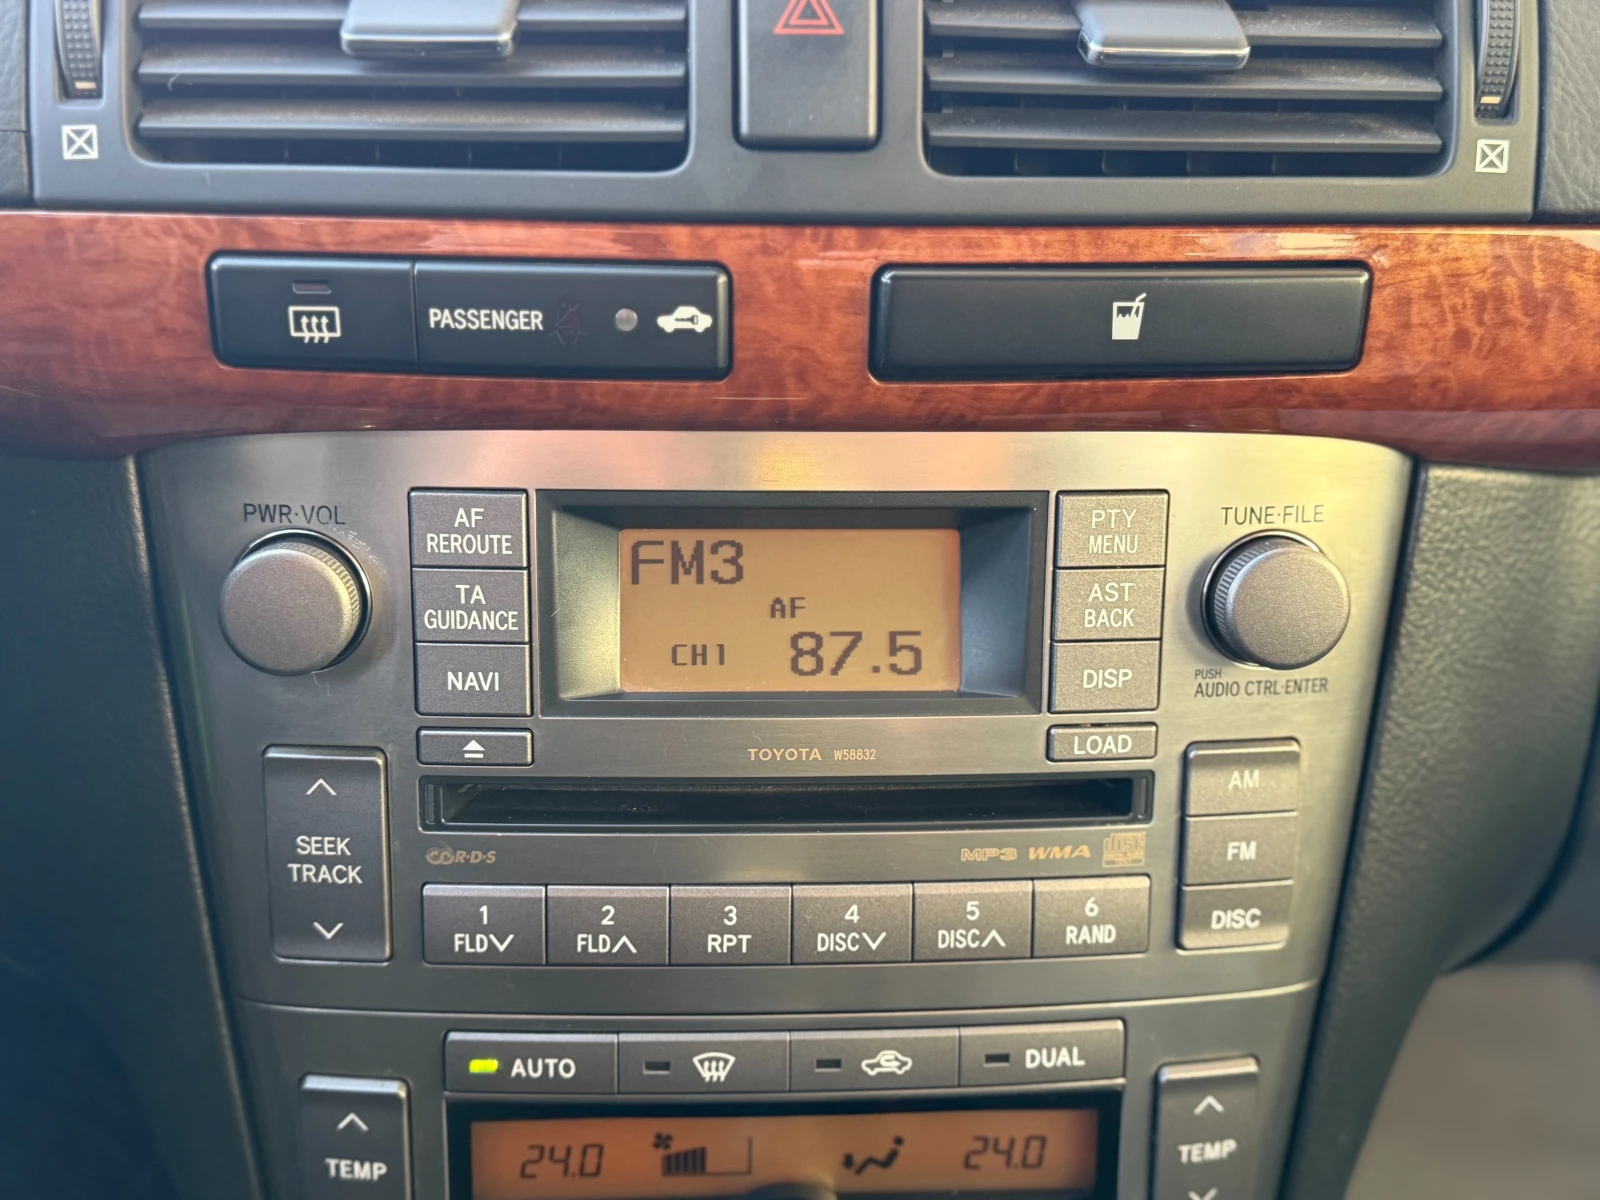 PASSENGER
PWR·VOL
AF
REROUTE
TA
GUIDANCE
NAVI
FM3
AF
CH1 87.5
PTY
MENU
AST
BACK
DISP
TUNE·FILE
PUSH
AUDIO CTRL·ENTER
TOYOTA W58832
LOAD
SEEK
TRACK
R·D·S
MP3 WMA disc
AM
FM
DISC
1
FLD
2
FLD
3
RPT
4
DISC
5
DISC
6
RAND
AUTO
DUAL
TEMP
24.0
24.0
TEMP